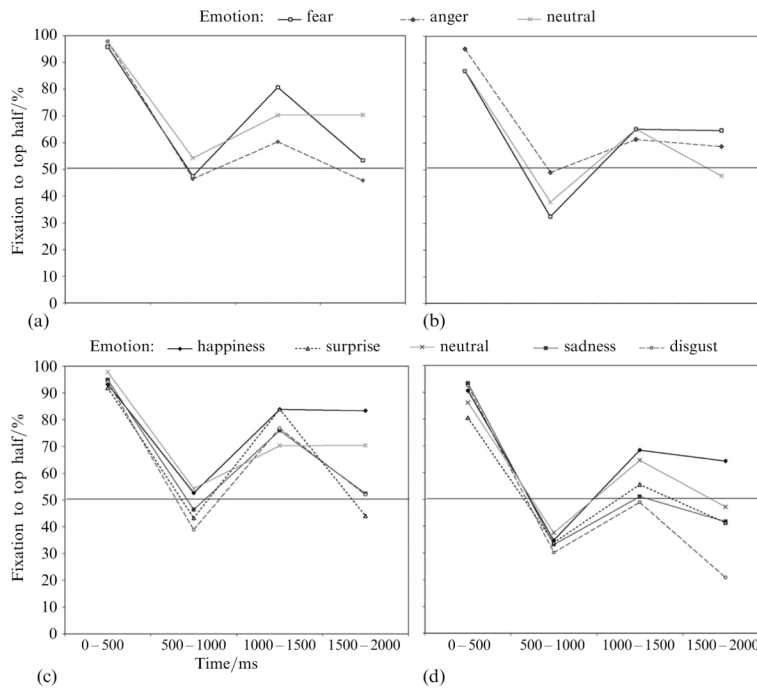 Emotion: fear anger neutral
100
90
80
70
60
50
40
30
20
10
0
Fixation to top half/%
(a)
(b)
Emotion: happiness surprise neutral sadness disgust
100
90
80
70
60
50
40
30
20
10
0
Fixation to top half/%
0–500 500–1000 1000–1500 1500–2000
0–500 500–1000 1000–1500 1500–2000
Time/ms
(c)
(d)